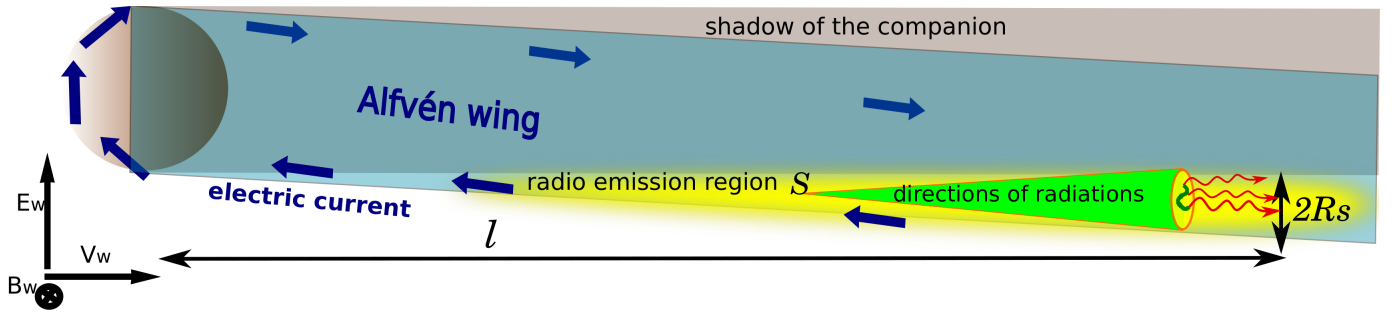 shadow of the companion
Alfvén wing
radio emission region S
directions of radiations
electric current
Ew
2Rs
l
Vw
Bw